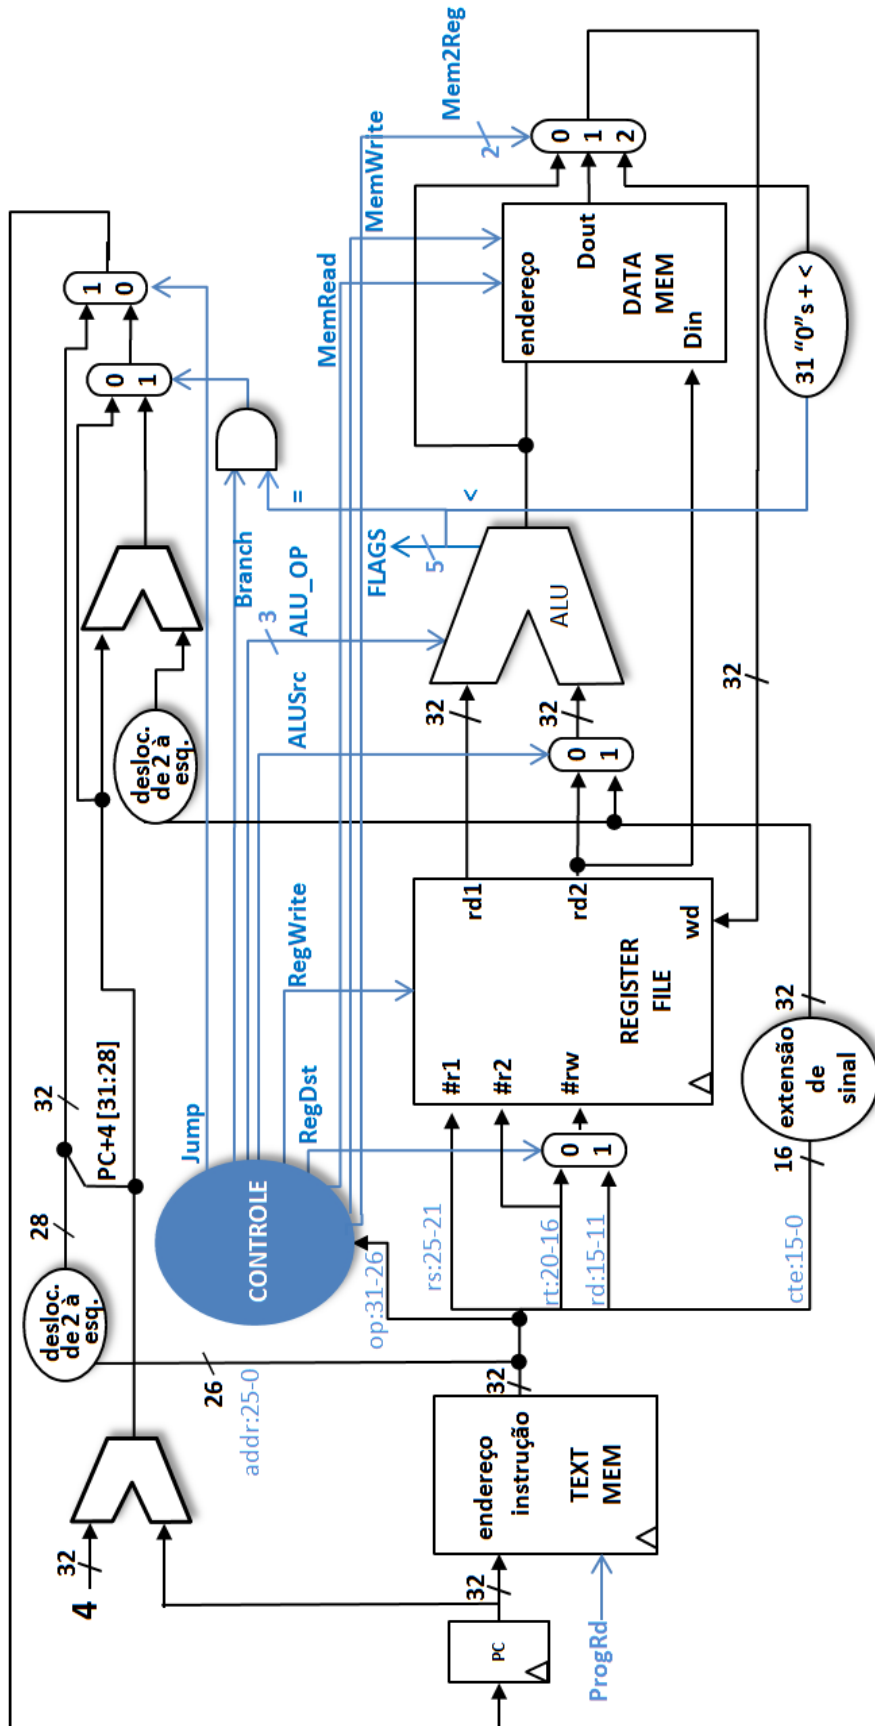 4
32
PC
32
ProgRd
endereço
instrução
TEXT
MEM
32
26
addr:25-0
desloc.
de 2 à
esq.
28
32
PC+4 [31:28]
op:31-26
CONTROLE
Jump
Branch
ALU_OP
3
ALUSrc
RegWrite
RegDst
MemRead
MemWrite
Mem2Reg
2
rs:25-21
rt:20-16
rd:15-11
cte:15-0
0
1
#r1
#r2
#rw
REGISTER
FILE
rd1
rd2
wd
16
extensão
de
sinal
32
desloc.
de 2 à
esq.
0
1
32
32
ALU
FLAGS
5
=
<
0
1
1
0
endereço
Dout
DATA
MEM
Din
0
1
2
31 “0”s + <
32